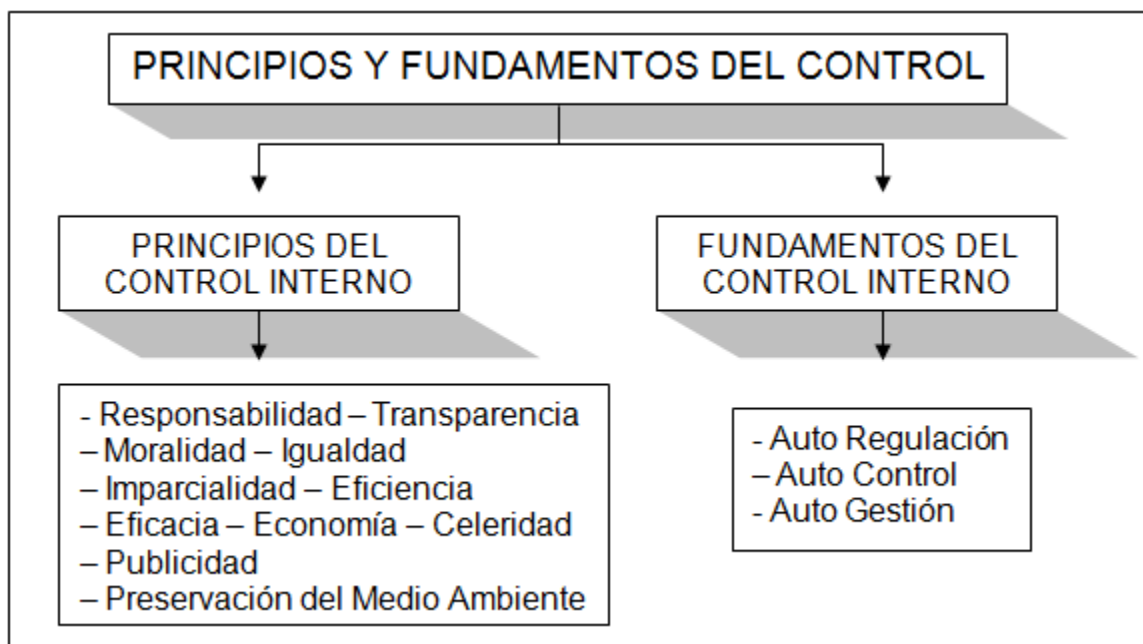 PRINCIPIOS Y FUNDAMENTOS DEL CONTROL
PRINCIPIOS DEL
CONTROL INTERNO
- Responsabilidad – Transparencia
– Moralidad – Igualdad
– Imparcialidad – Eficiencia
– Eficacia – Economía – Celeridad
– Publicidad
– Preservación del Medio Ambiente
FUNDAMENTOS DEL
CONTROL INTERNO
- Auto Regulación
– Auto Control
- Auto Gestión